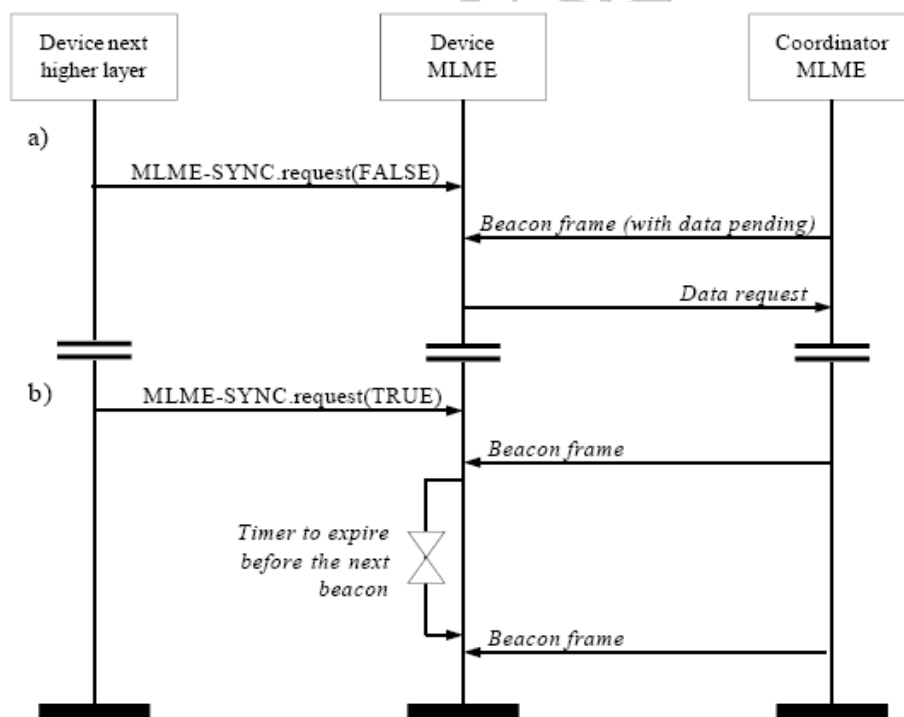 Device next
higher layer
Device
MLME
Coordinator
MLME
a)
MLME-SYNC.request(FALSE)
Beacon frame (with data pending)
Data request
b)
MLME-SYNC.request(TRUE)
Beacon frame
Timer to expire
before the next
beacon
Beacon frame